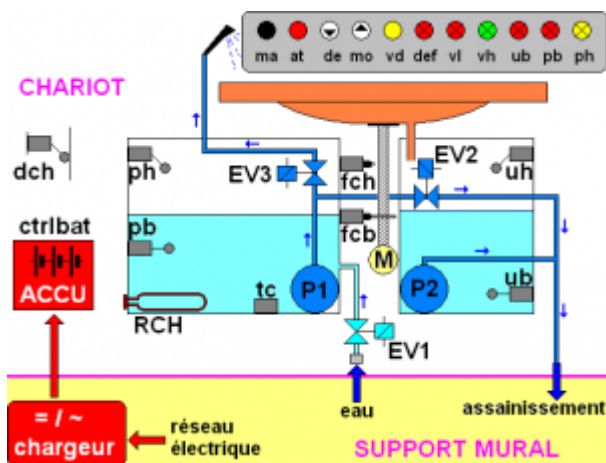 ma at de mo vd def vl vh ub pb ph
CHARIOT
dch
ph
EV3
fch
EV2
uh
ctrlbat
pb
fcb
ACCU
M
tc
P1
P2
ub
RCH
EV1
= / ~
chargeur
réseau
électrique
eau
assainissement
SUPPORT MURAL